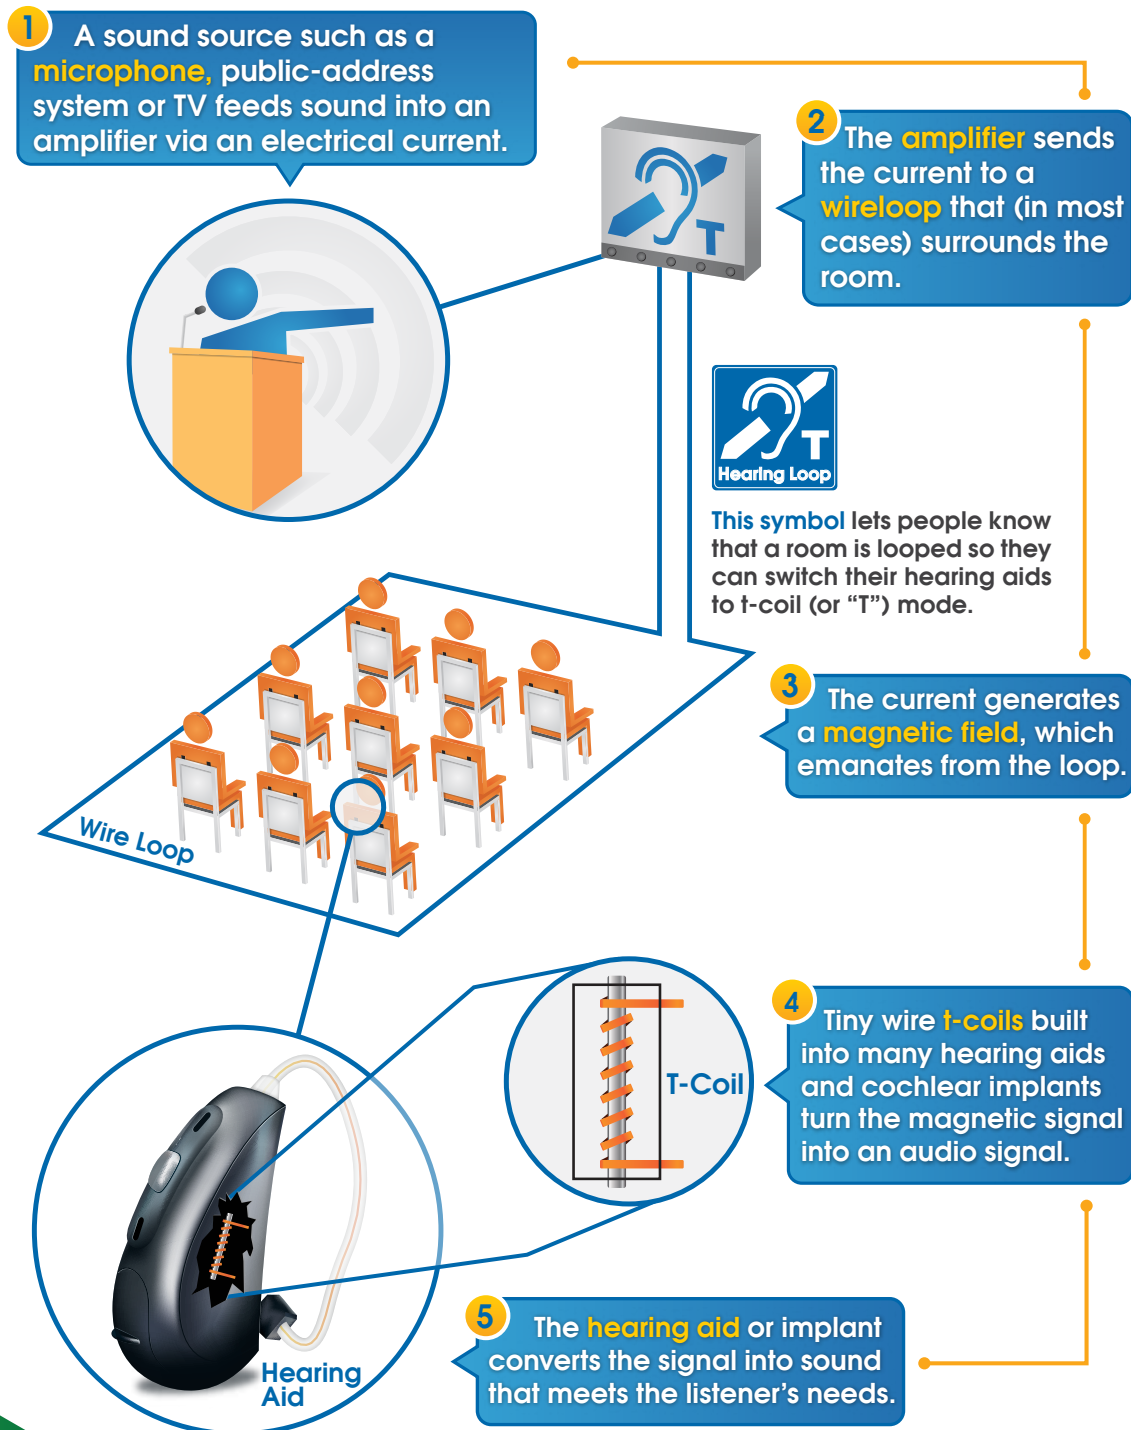 1
A sound source such as a
microphone, public-address
system or TV feeds sound into an
amplifier via an electrical current.
T
2
The amplifier sends
the current to a
wireloop that (in most
cases) surrounds the
room.
T
Hearing Loop
This symbol lets people know
that a room is looped so they
can switch their hearing aids
to t-coil (or “T”) mode.
3
The current generates
a magnetic field, which
emanates from the loop.
Wire Loop
4
Tiny wire t-coils built
into many hearing aids
and cochlear implants
turn the magnetic signal
into an audio signal.
T-Coil
5
The hearing aid or implant
converts the signal into sound
that meets the listener’s needs.
Hearing
Aid